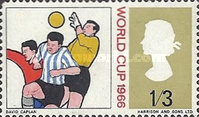 WORLD CUP 1966
1/3
DAVID CAPLAN
HARRISON AND SONS LTD